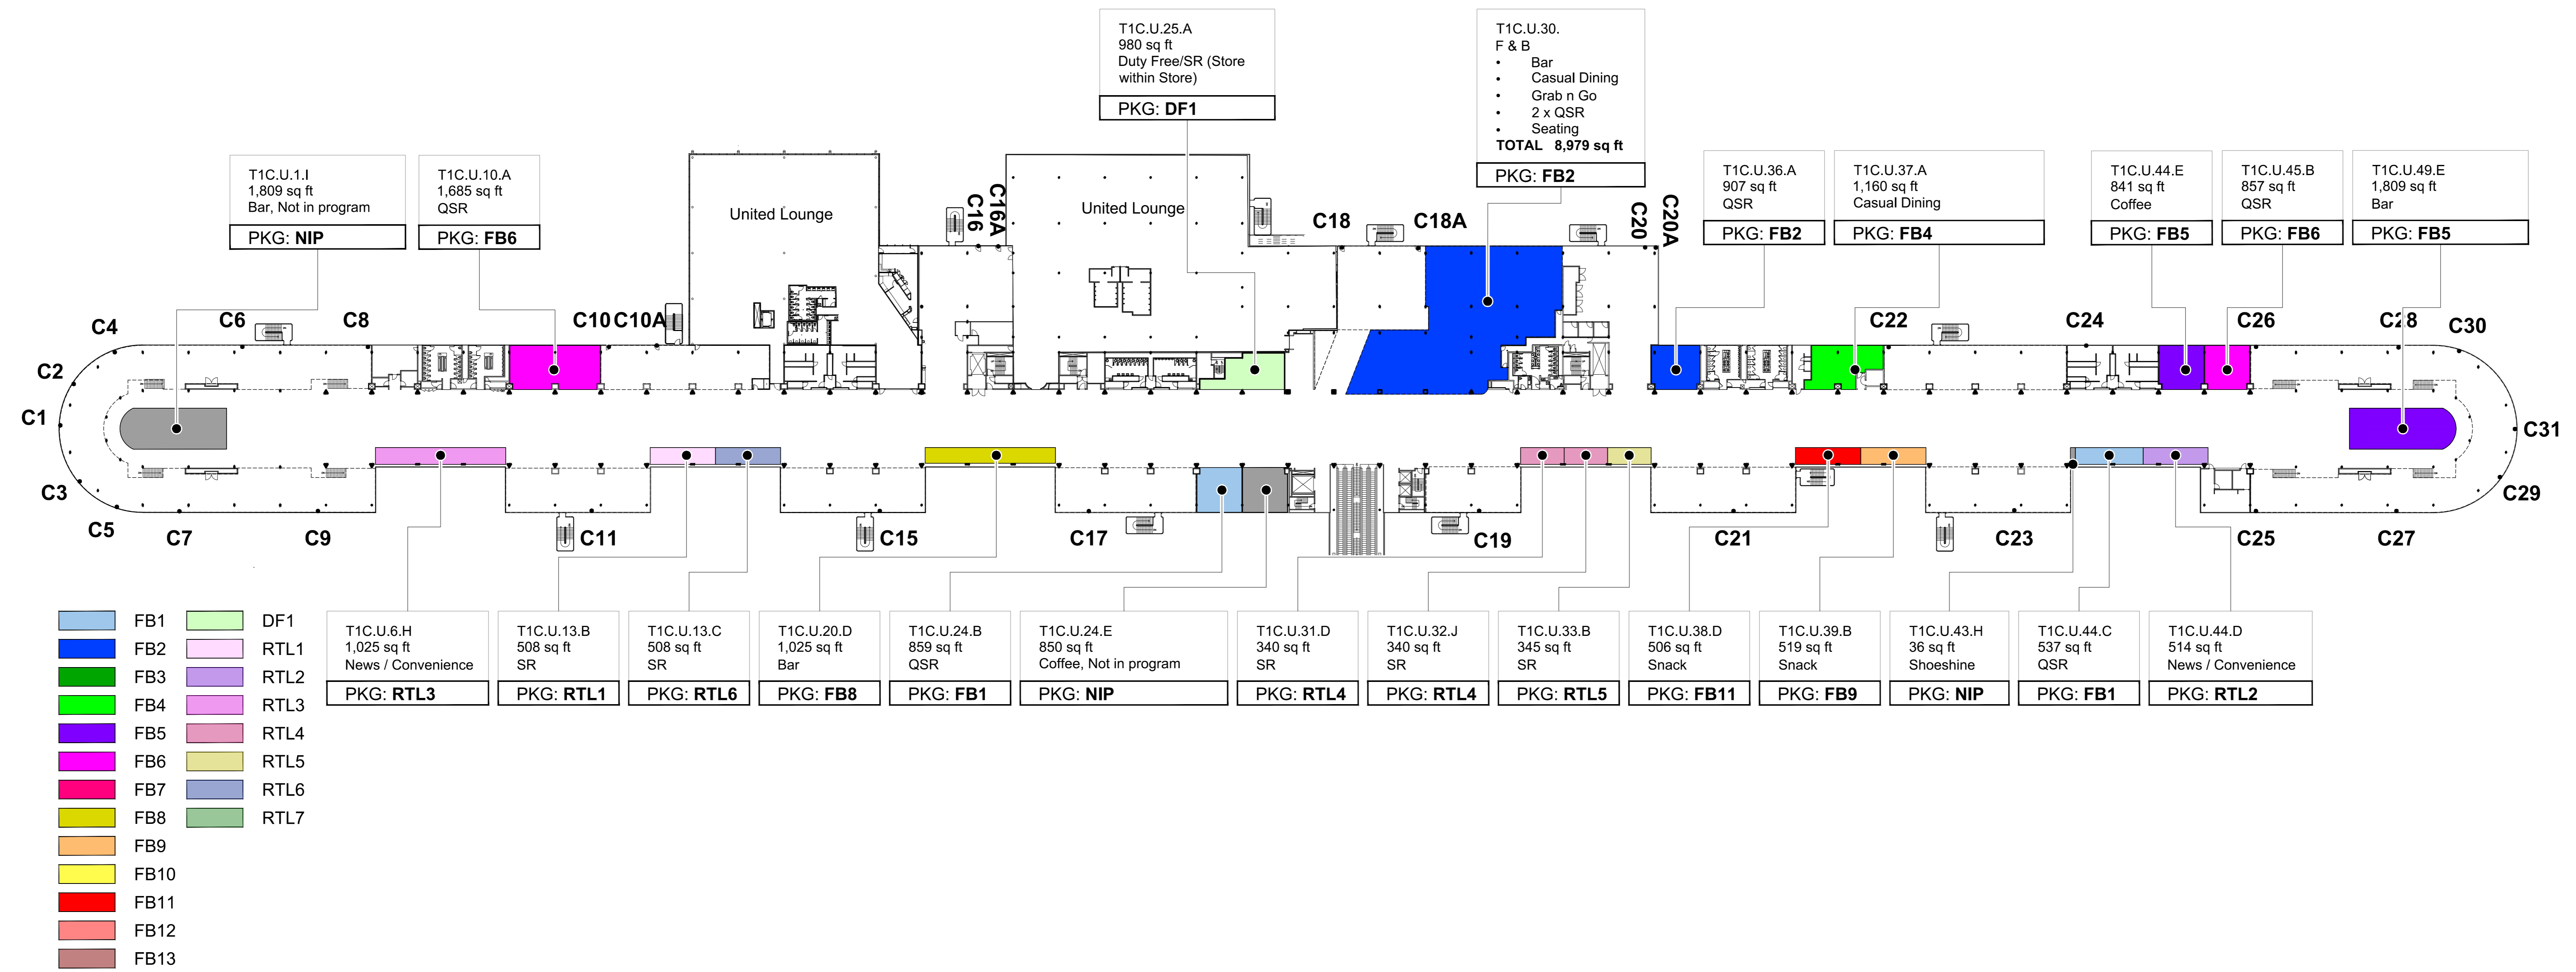 T1C.U.25.A
980 sq ft
Duty Free/SR (Store
within Store)
PKG: DF1
T1C.U.30.
F & B
• Bar
• Casual Dining
• Grab n Go
• 2 x QSR
• Seating
TOTAL 8,979 sq ft
PKG: FB2
T1C.U.1.I
1,809 sq ft
Bar, Not in program
PKG: NIP
T1C.U.10.A
1,685 sq ft
QSR
PKG: FB6
T1C.U.36.A
907 sq ft
QSR
PKG: FB2
T1C.U.37.A
1,160 sq ft
Casual Dining
PKG: FB4
T1C.U.44.E
841 sq ft
Coffee
PKG: FB5
T1C.U.45.B
857 sq ft
QSR
PKG: FB6
T1C.U.49.E
1,809 sq ft
Bar
PKG: FB5
United Lounge
C16
C16A
United Lounge
C18
C18A
C20
C20A
C4
C6
C8
C10
C10A
C22
C24
C26
C28
C30
C2
C1
C31
C3
C29
C5
C7
C9
C11
C15
C17
C19
C21
C23
C25
C27
T1C.U.6.H
1,025 sq ft
News / Convenience
PKG: RTL3
T1C.U.13.B
508 sq ft
SR
PKG: RTL1
T1C.U.13.C
508 sq ft
SR
PKG: RTL6
T1C.U.20.D
1,025 sq ft
Bar
PKG: FB8
T1C.U.24.B
859 sq ft
QSR
PKG: FB1
T1C.U.24.E
850 sq ft
Coffee, Not in program
PKG: NIP
T1C.U.31.D
340 sq ft
SR
PKG: RTL4
T1C.U.32.J
340 sq ft
SR
PKG: RTL4
T1C.U.33.B
345 sq ft
SR
PKG: RTL5
T1C.U.38.D
506 sq ft
Snack
PKG: FB11
T1C.U.39.B
519 sq ft
Snack
PKG: FB9
T1C.U.43.H
36 sq ft
Shoeshine
PKG: NIP
T1C.U.44.C
537 sq ft
QSR
PKG: FB1
T1C.U.44.D
514 sq ft
News / Convenience
PKG: RTL2
FB1
FB2
FB3
FB4
FB5
FB6
FB7
FB8
FB9
FB10
FB11
FB12
FB13
DF1
RTL1
RTL2
RTL3
RTL4
RTL5
RTL6
RTL7